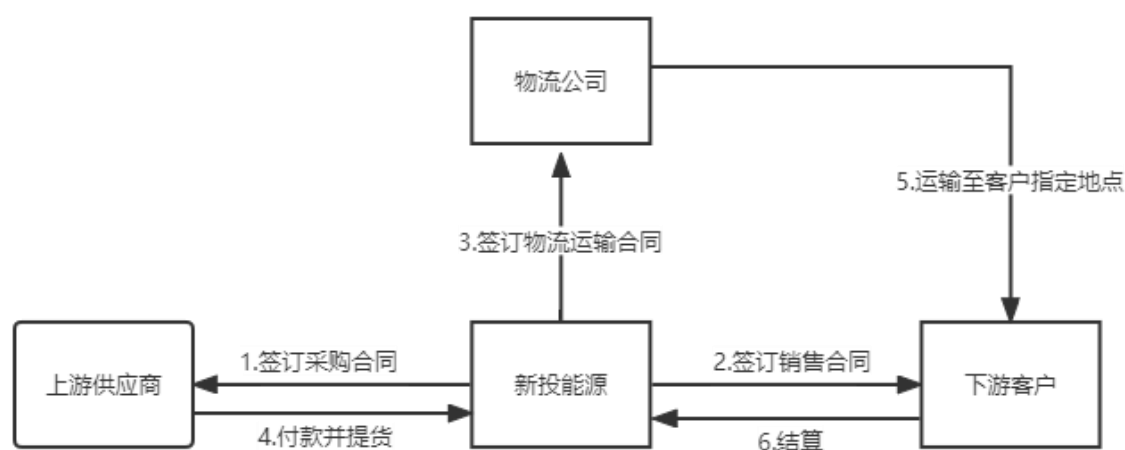 物流公司
5.运输至客户指定地点
3.签订物流运输合同
上游供应商
1.签订采购合同
4.付款并提货
新投能源
2.签订销售合同
6.结算
下游客户